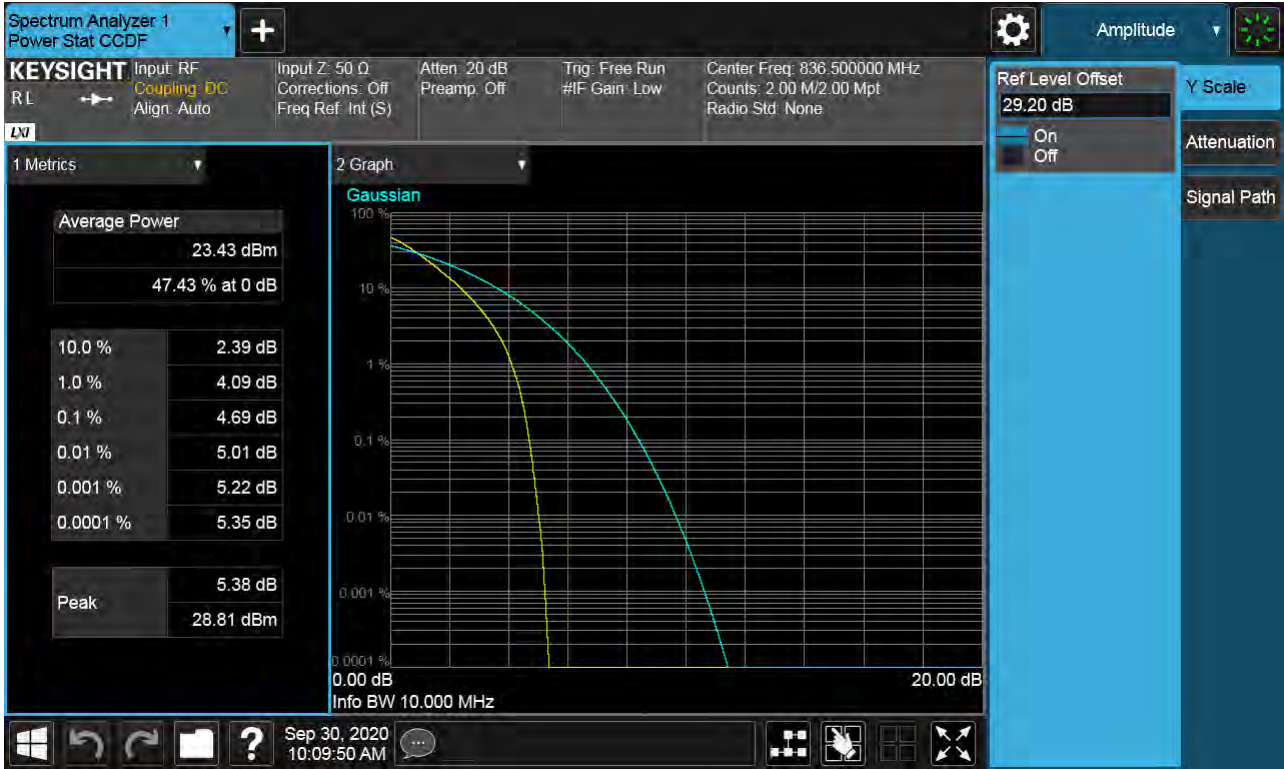 Spectrum Analyzer 1
Power Stat CCDF
+
Amplitude
KEYSIGHT
RL
LXI
Input: RF
Coupling: DC
Align: Auto
Input Z: 50 Ω
Corrections: Off
Freq Ref: Int (S)
Atten: 20 dB
Preamp: Off
Trig: Free Run
#IF Gain: Low
Center Freq: 836.500000 MHz
Counts: 2.00 M/2.00 Mpt
Radio Std: None
Ref Level Offset
29.20 dB
On
Off
Y Scale
Attenuation
Signal Path
1 Metrics
Average Power
23.43 dBm
47.43 % at 0 dB
10.0 % 2.39 dB
1.0 % 4.09 dB
0.1 % 4.69 dB
0.01 % 5.01 dB
0.001 % 5.22 dB
0.0001 % 5.35 dB
Peak
5.38 dB
28.81 dBm
2 Graph
Gaussian
100 %
10 %
1 %
0.1 %
0.01 %
0.001 %
0.0001 %
0.00 dB
20.00 dB
Info BW 10.000 MHz
?
Sep 30, 2020
10:09:50 AM